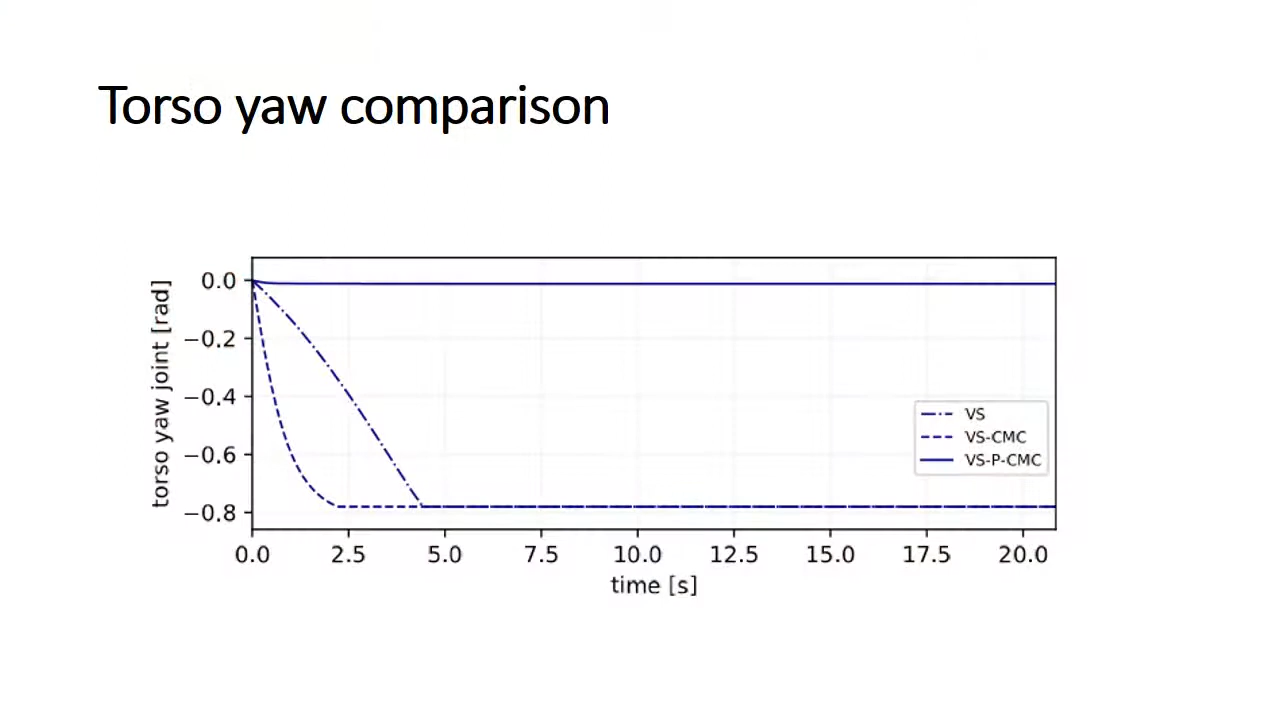 Torso yaw comparison
torso yaw joint [rad]
0.0
−0.2
−0.4
−0.6
−0.8
VS
VS-CMC
VS-P-CMC
0.0 2.5 5.0 7.5 10.0 12.5 15.0 17.5 20.0
time [s]